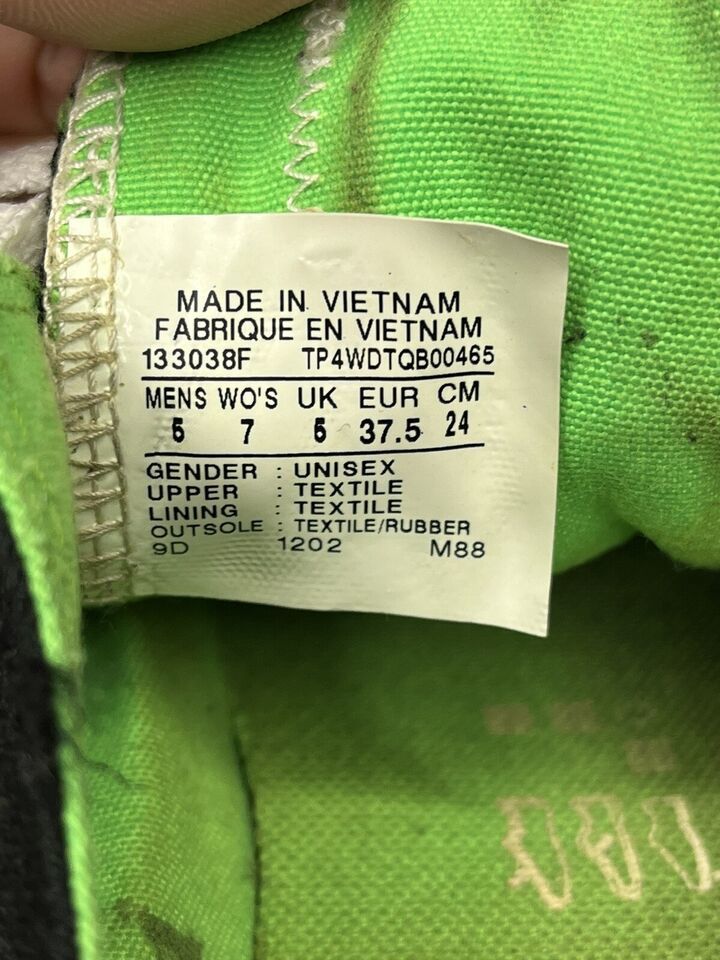 MADE IN VIETNAM
FABRIQUE EN VIETNAM
133038F TP4WDTQB00465
MENS WO'S UK EUR CM
5 7 5 37.5 24
GENDER : UNISEX
UPPER : TEXTILE
LINING : TEXTILE
OUTSOLE : TEXTILE/RUBBER
9D 1202 M88